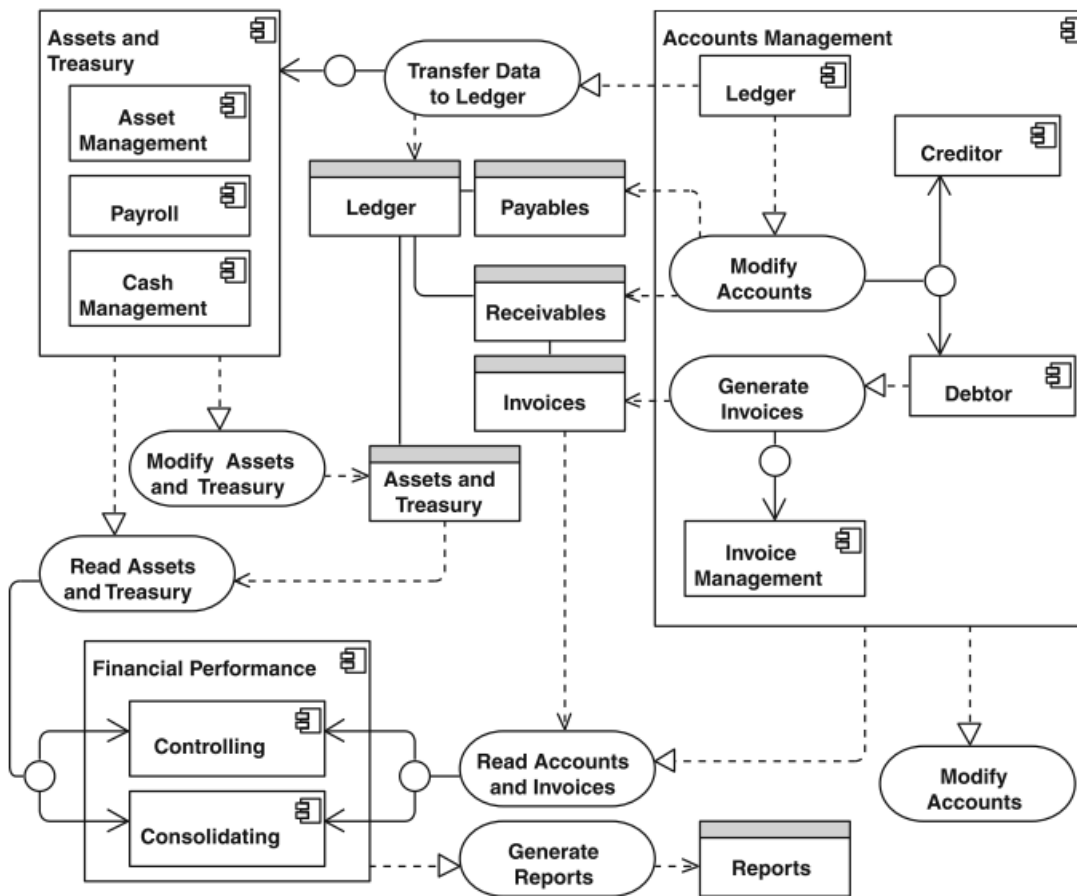 Assets and
Treasury
Asset
Management
Payroll
Cash
Management
Transfer Data
to Ledger
Accounts Management
Ledger
Creditor
Ledger
Payables
Modify
Accounts
Receivables
Invoices
Generate
Invoices
Debtor
Modify Assets
and Treasury
Assets and
Treasury
Invoice
Management
Read Assets
and Treasury
Financial Performance
Controlling
Consolidating
Read Accounts
and Invoices
Modify
Accounts
Generate
Reports
Reports